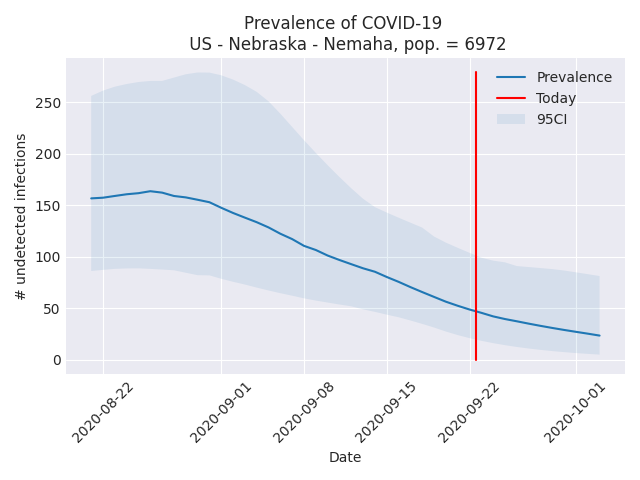 Prevalence of COVID-19
US - Nebraska - Nemaha, pop. = 6972
Prevalence
Today
95CI
# undetected infections
250
200
150
100
50
0
2020-08-22
2020-09-01
2020-09-08
2020-09-15
2020-09-22
2020-10-01
Date